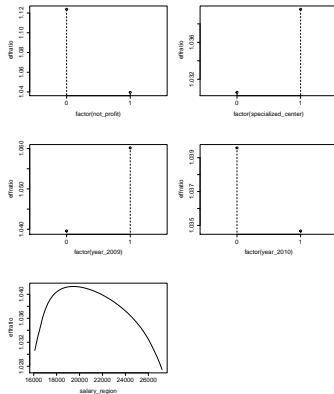 effratio
1.04 1.06 1.08 1.10 1.12
0 1
factor(not_profit)
effratio
1.032 1.036
0 1
factor(specialized_center)
effratio
1.040 1.050 1.060
0 1
factor(year_2009)
effratio
1.035 1.037 1.039
0 1
factor(year_2010)
effratio
1.028 1.032 1.036 1.040
16000 18000 20000 22000 24000 26000
salary_region